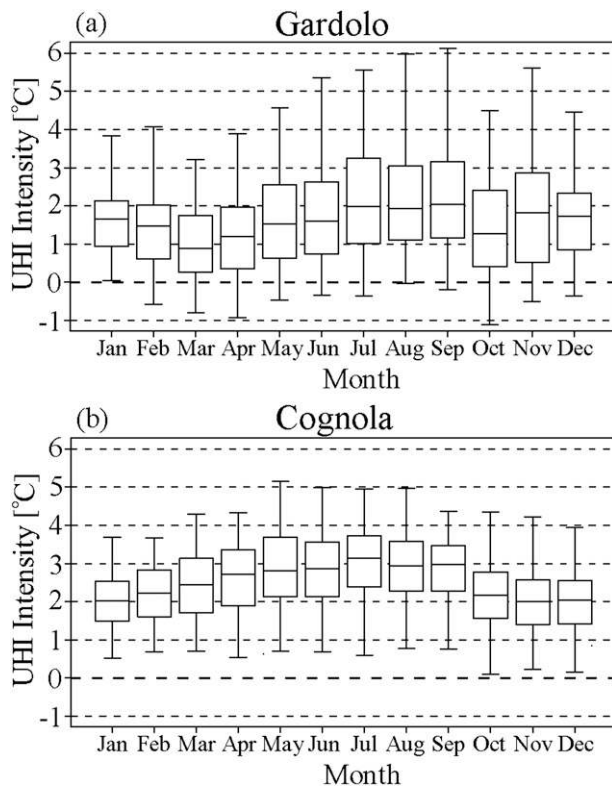 (a) Gardolo
UHI Intensity [°C]
6
5
4
3
2
1
0
-1
Jan Feb Mar Apr May Jun Jul Aug Sep Oct Nov Dec
Month
(b) Cognola
UHI Intensity [°C]
6
5
4
3
2
1
0
-1
Jan Feb Mar Apr May Jun Jul Aug Sep Oct Nov Dec
Month